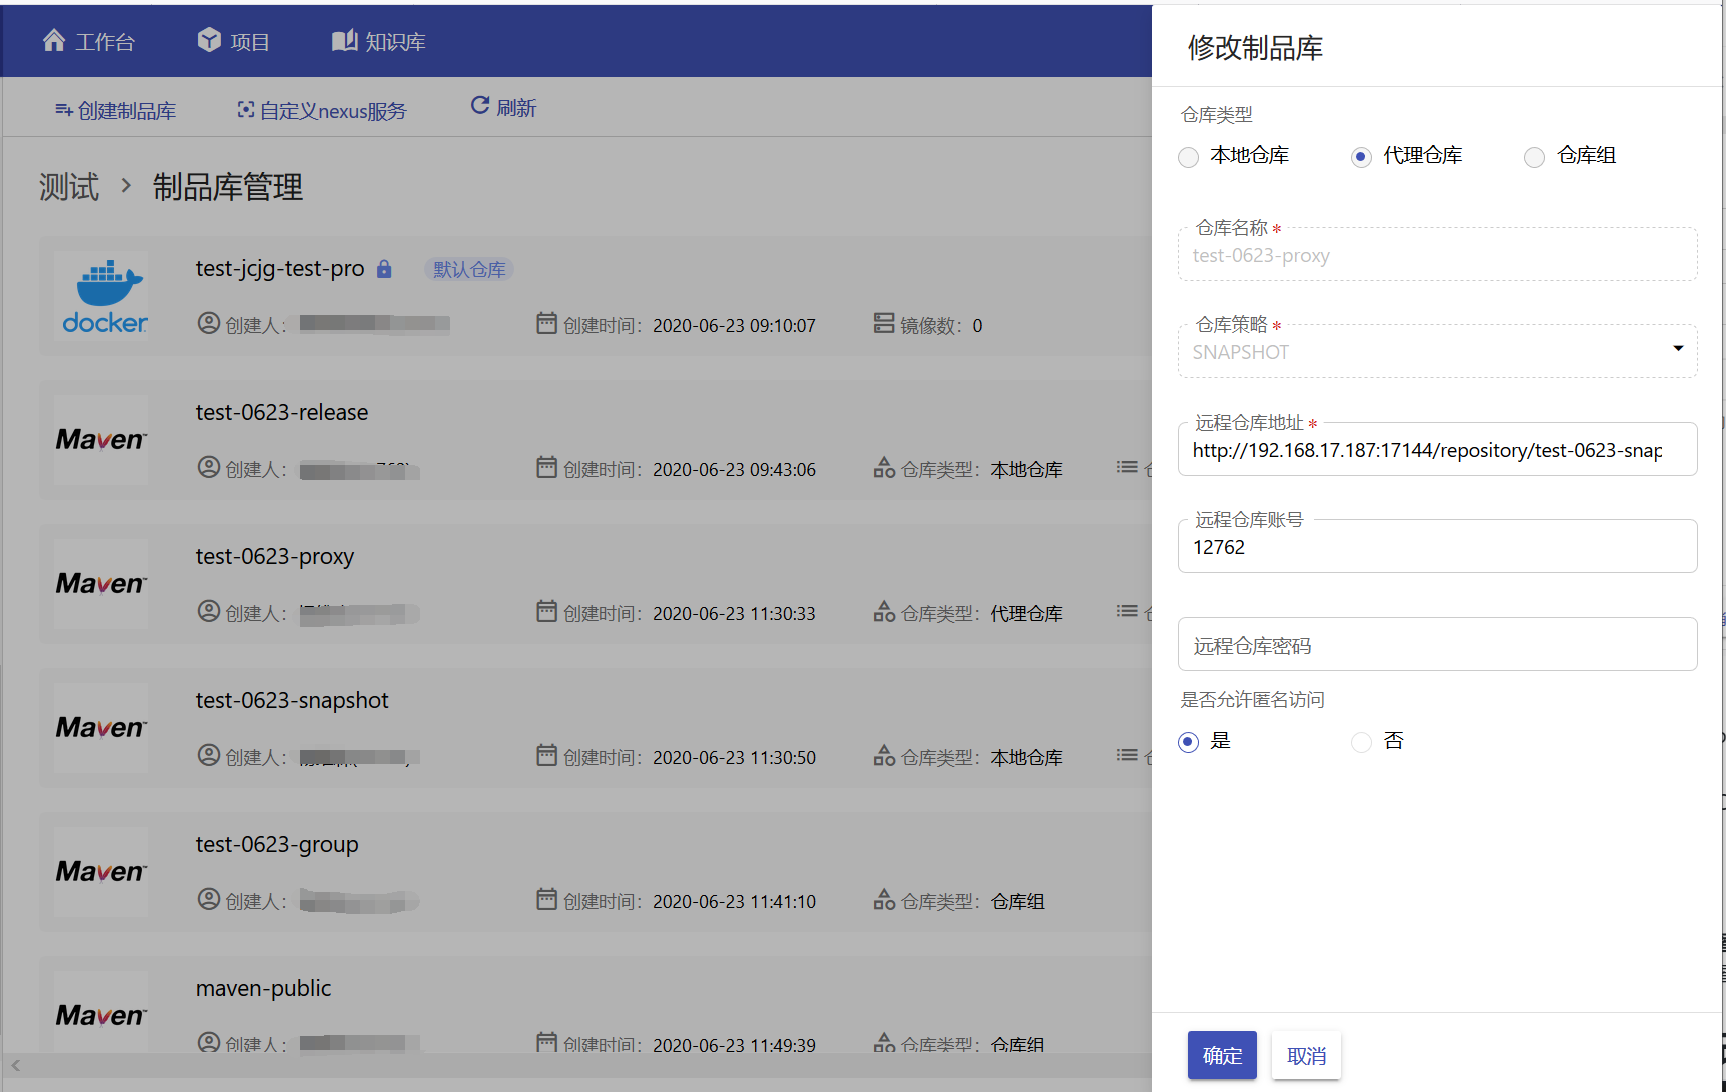 工作台 项目 知识库
创建制品库 自定义nexus服务 刷新
测试 > 制品库管理
docker
test-jcjg-test-pro 默认仓库
创建人: 创建时间: 2020-06-23 09:10:07 镜像数: 0
Maven™
test-0623-release
创建人: 创建时间: 2020-06-23 09:43:06 仓库类型: 本地仓库
Maven™
test-0623-proxy
创建人: 创建时间: 2020-06-23 11:30:33 仓库类型: 代理仓库
Maven™
test-0623-snapshot
创建人: 创建时间: 2020-06-23 11:30:50 仓库类型: 本地仓库
Maven™
test-0623-group
创建人: 创建时间: 2020-06-23 11:41:10 仓库类型: 仓库组
Maven™
maven-public
创建人: 创建时间: 2020-06-23 11:49:39 仓库类型: 仓库组
修改制品库
仓库类型
本地仓库 代理仓库 仓库组
仓库名称 *
test-0623-proxy
仓库策略 *
SNAPSHOT
远程仓库地址 *
http://192.168.17.187:17144/repository/test-0623-snap
远程仓库账号
12762
远程仓库密码
是否允许匿名访问
是 否
确定 取消